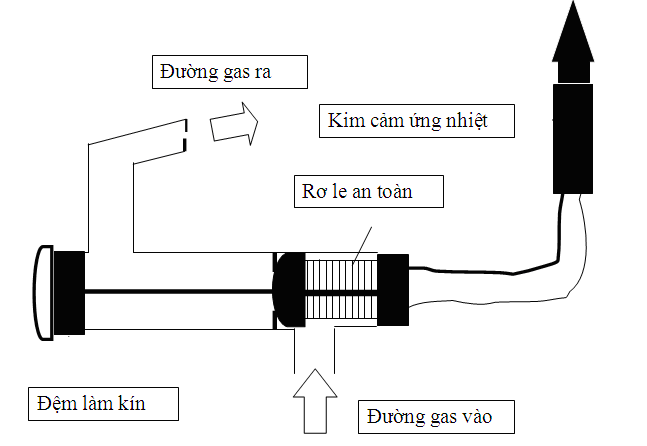 Đường gas ra
Kim cảm ứng nhiệt
Rơ le an toàn
Đệm làm kín
Đường gas vào